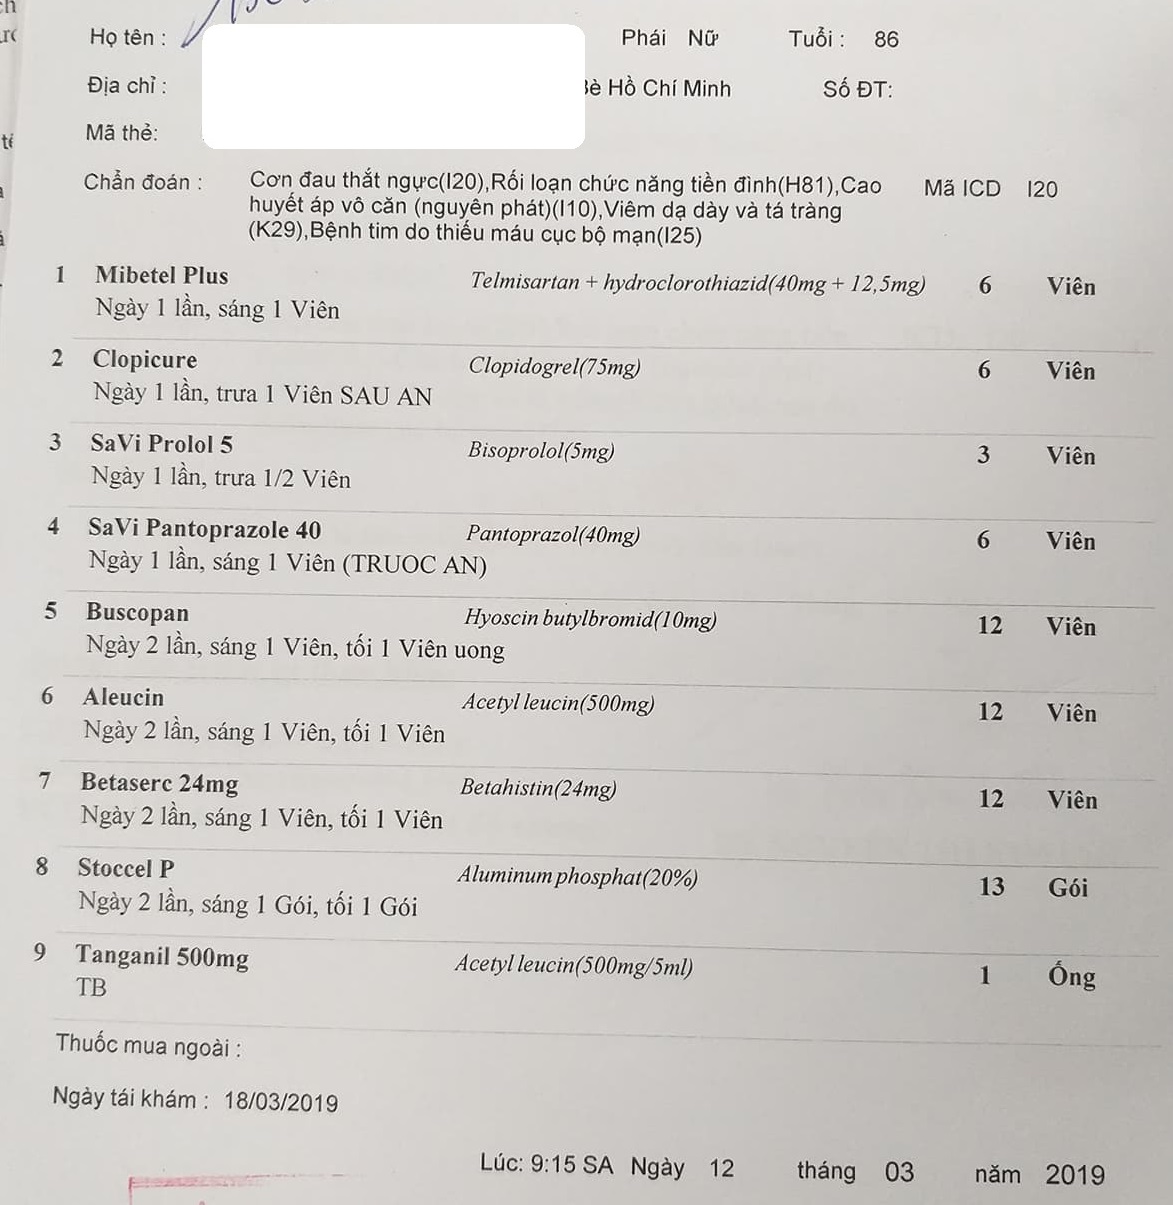 Họ tên :
Phái Nữ Tuổi : 86
Địa chỉ : Bè Hồ Chí Minh Số ĐT:
Mã thẻ:
Chẩn đoán : Cơn đau thắt ngực(I20),Rối loạn chức năng tiền đình(H81),Cao Mã ICD I20
huyết áp vô căn (nguyên phát)(I10),Viêm dạ dày và tá tràng
(K29),Bệnh tim do thiếu máu cục bộ mạn(I25)
1 Mibetel Plus Telmisartan + hydroclorothiazid(40mg + 12,5mg) 6 Viên
Ngày 1 lần, sáng 1 Viên
2 Clopicure Clopidogrel(75mg) 6 Viên
Ngày 1 lần, trưa 1 Viên SAU AN
3 SaVi Prolol 5 Bisoprolol(5mg) 3 Viên
Ngày 1 lần, trưa 1/2 Viên
4 SaVi Pantoprazole 40 Pantoprazol(40mg) 6 Viên
Ngày 1 lần, sáng 1 Viên (TRUOC AN)
5 Buscopan Hyoscin butylbromid(10mg) 12 Viên
Ngày 2 lần, sáng 1 Viên, tối 1 Viên uong
6 Aleucin Acetyl leucin(500mg) 12 Viên
Ngày 2 lần, sáng 1 Viên, tối 1 Viên
7 Betaserc 24mg Betahistin(24mg) 12 Viên
Ngày 2 lần, sáng 1 Viên, tối 1 Viên
8 Stoccel P Aluminum phosphat(20%) 13 Gói
Ngày 2 lần, sáng 1 Gói, tối 1 Gói
9 Tanganil 500mg Acetyl leucin(500mg/5ml) 1 Ống
TB
Thuốc mua ngoài :
Ngày tái khám : 18/03/2019
Lúc: 9:15 SA Ngày 12 tháng 03 năm 2019